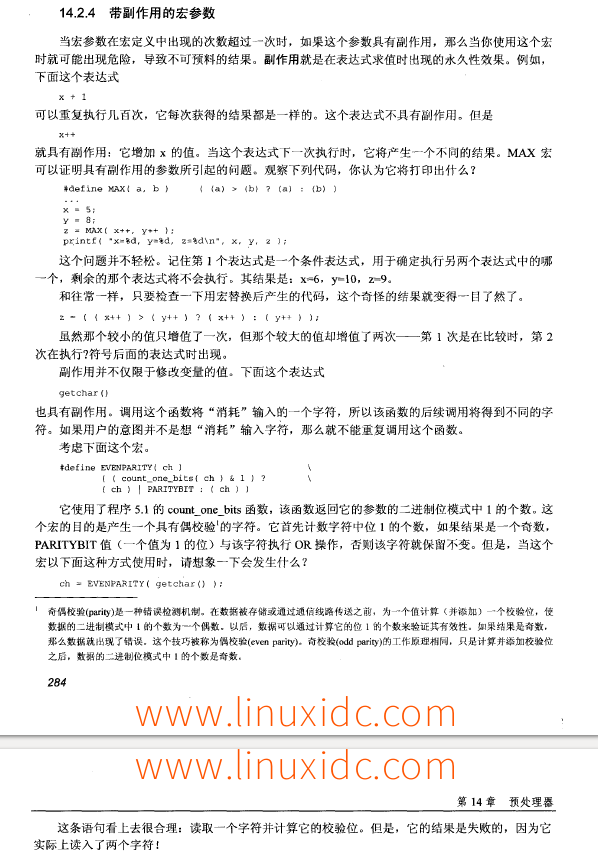 14.2.4 带副作用的宏参数
当宏参数在宏定义中出现的次数超过一次时，如果这个参数具有副作用，那么当你使用这个宏
时就可能出现危险，导致不可预料的结果。副作用就是在表达式求值时出现的永久性效果。例如，
下面这个表达式
x + 1
可以重复执行几百次，它每次获得的结果都是一样的。这个表达式不具有副作用。但是
x++
就具有副作用：它增加 x 的值。当这个表达式下一次执行时，它将产生一个不同的结果。MAX 宏
可以证明具有副作用的参数所引起的问题。观察下列代码，你认为它将打印出什么？
#define MAX( a, b ) ( (a) > (b) ? (a) : (b) )
...
x = 5;
y = 8;
z = MAX( x++, y++ );
printf( "x=%d, y=%d, z=%d\n", x, y, z );
这个问题并不轻松。记住第 1 个表达式是一个条件表达式，用于确定执行另两个表达式中的哪
一个，剩余的那个表达式将不会执行。其结果是：x=6，y=10，z=9。
和往常一样，只要检查一下用宏替换后产生的代码，这个奇怪的结果就变得一目了然了。
z = ( ( x++ ) > ( y++ ) ? ( x++ ) : ( y++ ) );
虽然那个较小的值只增值了一次，但那个较大的值却增值了两次——第 1 次是在比较时，第 2
次在执行?符号后面的表达式时出现。
副作用并不仅限于修改变量的值。下面这个表达式
getchar()
也具有副作用。调用这个函数将“消耗”输入的一个字符，所以该函数的后续调用将得到不同的字
符。如果用户的意图并不是想“消耗”输入字符，那么就不能重复调用这个函数。
考虑下面这个宏。
#define EVENPARITY( ch ) \
( ( count_one_bits( ch ) & 1 ) ? \
( ch ) | PARITYBIT : ( ch ) )
它使用了程序 5.1 的 count_one_bits 函数，该函数返回它的参数的二进制位模式中 1 的个数。这
个宏的目的是产生一个具有偶校验¹的字符。它首先计数字符中位 1 的个数，如果结果是一个奇数，
PARITYBIT 值（一个值为 1 的位）与该字符执行 OR 操作，否则该字符就保留不变。但是，当这个
宏以下面这种方式使用时，请想象一下会发生什么？
ch = EVENPARITY( getchar() );
¹ 奇偶校验(parity)是一种错误检测机制。在数据被存储或通过通信线路传送之前，为一个值计算（并添加）一个校验位，使
数据的二进制模式中 1 的个数为一个偶数。以后，数据可以通过计算它的位 1 的个数来验证其有效性。如果结果是奇数，
那么数据就出现了错误。这个技巧被称为偶校验(even parity)。奇校验(odd parity)的工作原理相同，只是计算并添加校验位
之后，数据的二进制位模式中 1 的个数是奇数。
284
www.linuxidc.com
www.linuxidc.com
第 14 章 预处理器
这条语句看上去很合理：读取一个字符并计算它的校验位。但是，它的结果是失败的，因为它
实际上读入了两个字符！